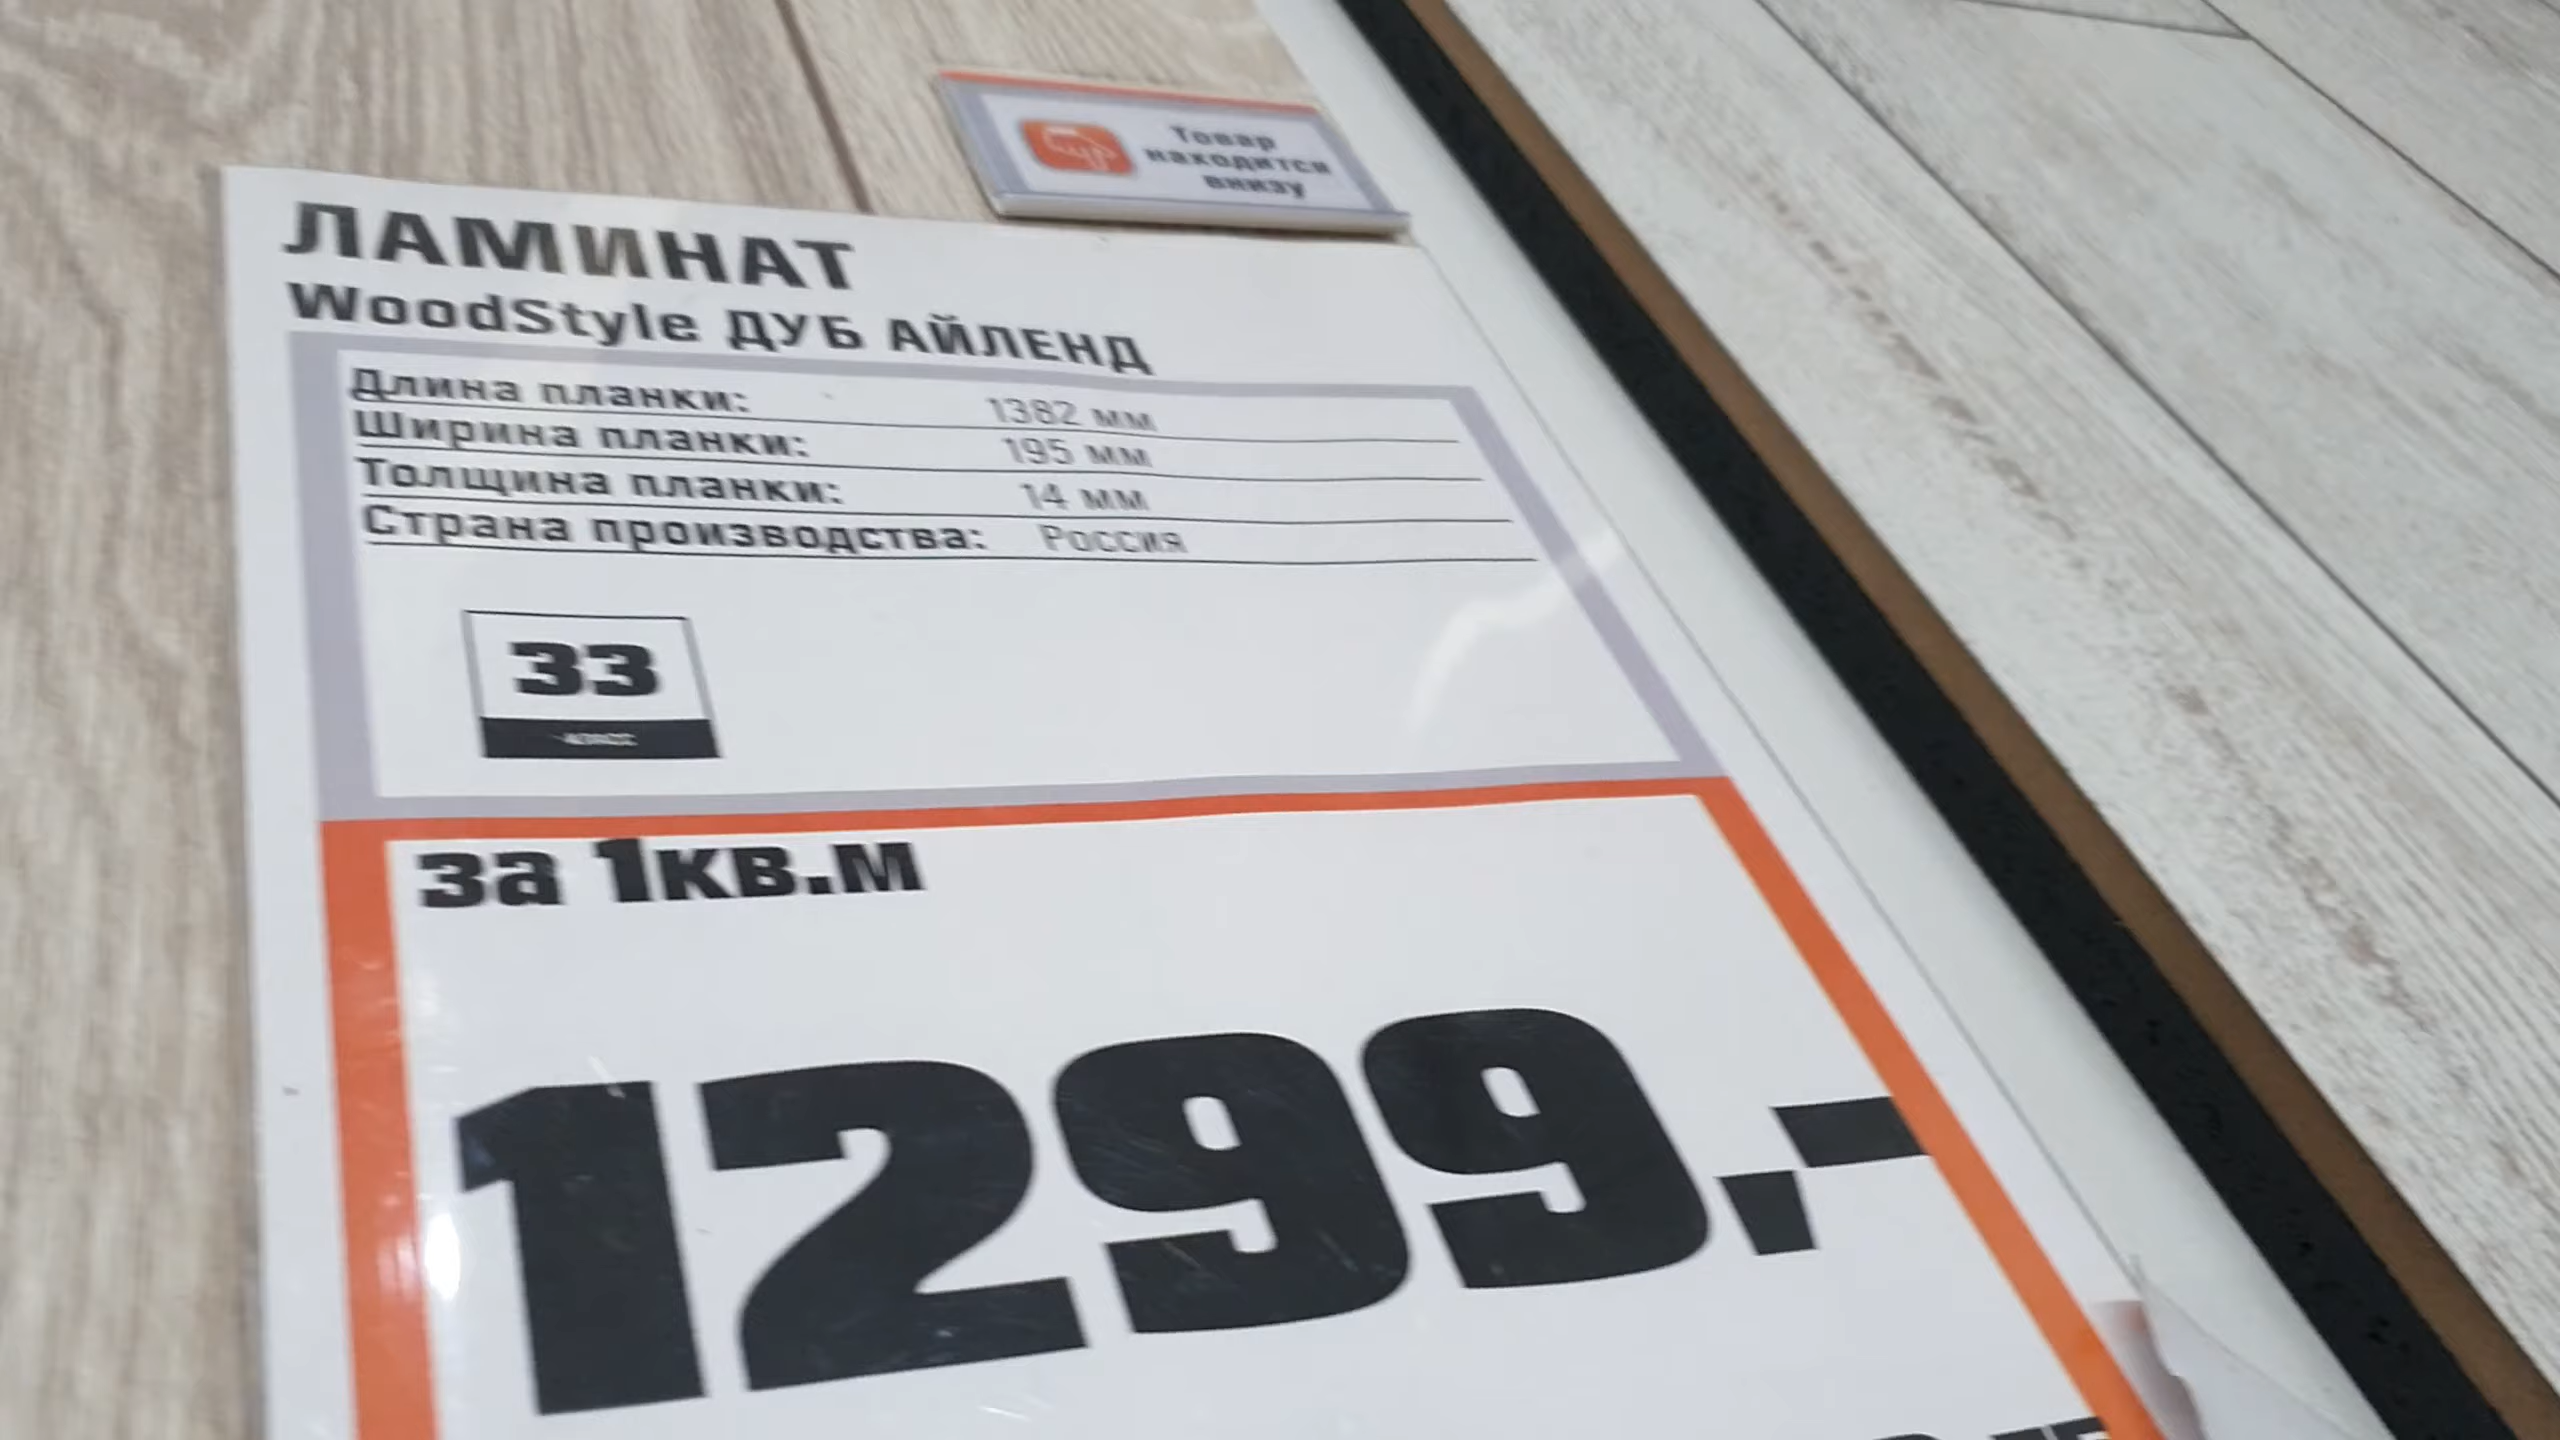 Товар
находится
внизу
ЛАМИНАТ
WoodStyle ДУБ АЙЛЕНД
Длина планки: 1382 мм
Ширина планки: 195 мм
Толщина планки: 14 мм
Страна производства: Россия
33
класс
за 1кв.м
1299,-